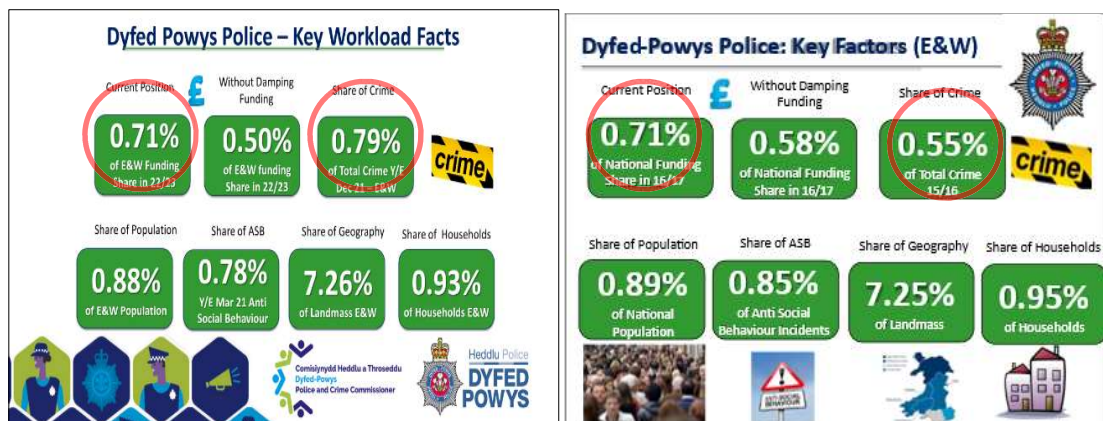 Dyfed Powys Police – Key Workload Facts
Current Position
£
Without Damping
Funding
Share of Crime
0.71%
of E&W Funding
Share in 22/23
0.50%
of E&W funding
Share in 22/23
0.79%
of Total Crime Y/E
Dec 21 – E&W
crime
Share of Population
Share of ASB
Share of Geography
Share of Households
0.88%
of E&W Population
0.78%
Y/E Mar 21 Anti
Social Behaviour
7.26%
of Landmass E&W
0.93%
of Households E&W
Comisiynydd Heddlu a Throseddu
Dyfed-Powys
Police and Crime Commissioner
Heddlu Police
DYFED
POWYS
Dyfed-Powys Police: Key Factors (E&W)
Current Position
£
Without Damping
Funding
Share of Crime
0.71%
of National Funding
Share in 16/17
0.58%
of National Funding
Share in 16/17
0.55%
of Total Crime
15/16
crime
Share of Population
Share of ASB
Share of Geography
Share of Households
0.89%
of National
Population
0.85%
of Anti Social
Behaviour Incidents
7.25%
of Landmass
0.95%
of Households
ANTI-SOCIAL
BEHAVIOUR